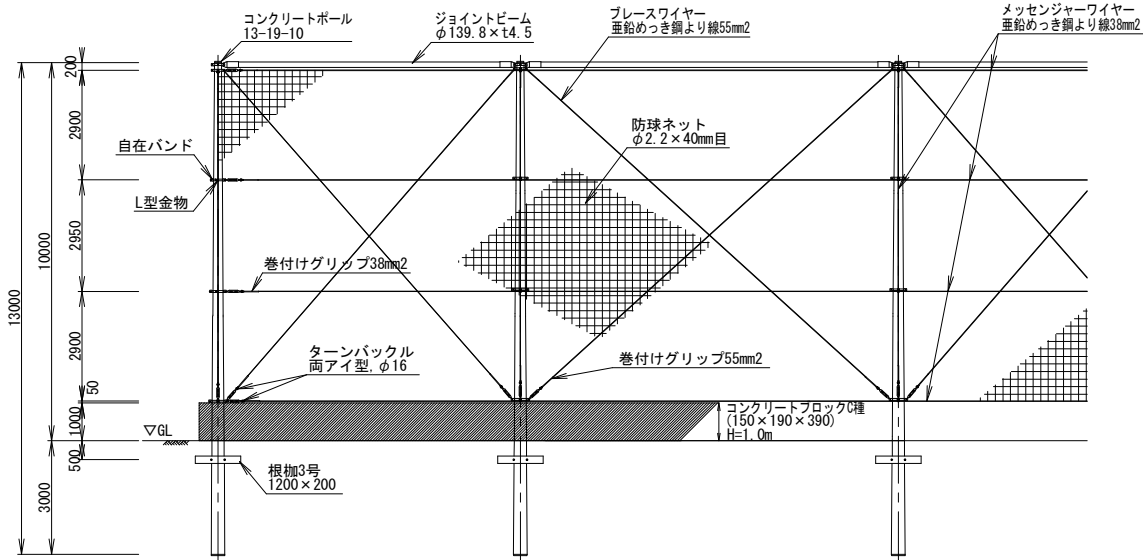 コンクリートポール
13-19-10
ジョイントビーム
φ139.8×t4.5
ブレースワイヤー
亜鉛めっき鋼より線55mm2
メッセンジャーワイヤー
亜鉛めっき鋼より線38mm2
200
2900
防球ネット
φ2.2×40mm目
自在バンド
L型金物
2950
10000
13000
巻付けグリップ38mm2
2900
ターンバックル
両アイ型,φ16
巻付けグリップ55mm2
50
コンクリートブロックC種
(150×190×390)
H=1.0m
1000
▽GL
500
根枷3号
1200×200
3000